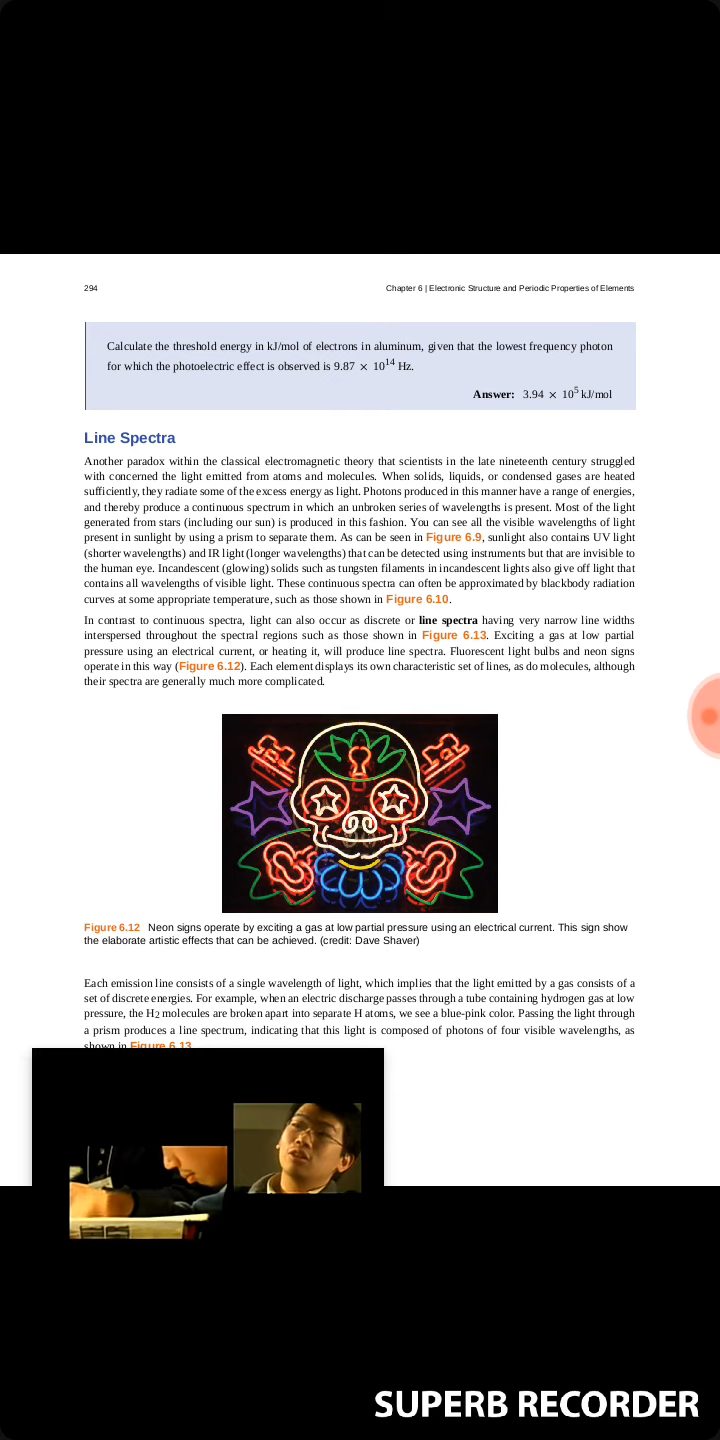 294
Chapter 6 | Electronic Structure and Periodic Properties of Elements
Calculate the threshold energy in kJ/mol of electrons in aluminum, given that the lowest frequency photon
for which the photoelectric effect is observed is 9.87 × 10¹⁴ Hz.
Answer: 3.94 × 10⁵ kJ/mol
Line Spectra
Another paradox within the classical electromagnetic theory that scientists in the late nineteenth century struggled
with concerned the light emitted from atoms and molecules. When solids, liquids, or condensed gases are heated
sufficiently, they radiate some of the excess energy as light. Photons produced in this manner have a range of energies,
and thereby produce a continuous spectrum in which an unbroken series of wavelengths is present. Most of the light
generated from stars (including our sun) is produced in this fashion. You can see all the visible wavelengths of light
present in sunlight by using a prism to separate them. As can be seen in Figure 6.9, sunlight also contains UV light
(shorter wavelengths) and IR light (longer wavelengths) that can be detected using instruments but that are invisible to
the human eye. Incandescent (glowing) solids such as tungsten filaments in incandescent lights also give off light that
contains all wavelengths of visible light. These continuous spectra can often be approximated by blackbody radiation
curves at some appropriate temperature, such as those shown in Figure 6.10.
In contrast to continuous spectra, light can also occur as discrete or line spectra having very narrow line widths
interspersed throughout the spectral regions such as those shown in Figure 6.13. Exciting a gas at low partial
pressure using an electrical current, or heating it, will produce line spectra. Fluorescent light bulbs and neon signs
operate in this way (Figure 6.12). Each element displays its own characteristic set of lines, as do molecules, although
their spectra are generally much more complicated.
Figure 6.12 Neon signs operate by exciting a gas at low partial pressure using an electrical current. This sign show
the elaborate artistic effects that can be achieved. (credit: Dave Shaver)
Each emission line consists of a single wavelength of light, which implies that the light emitted by a gas consists of a
set of discrete energies. For example, when an electric discharge passes through a tube containing hydrogen gas at low
pressure, the H2 molecules are broken apart into separate H atoms, we see a blue-pink color. Passing the light through
a prism produces a line spectrum, indicating that this light is composed of photons of four visible wavelengths, as
shown in Figure 6.13.
SUPERB RECORDER